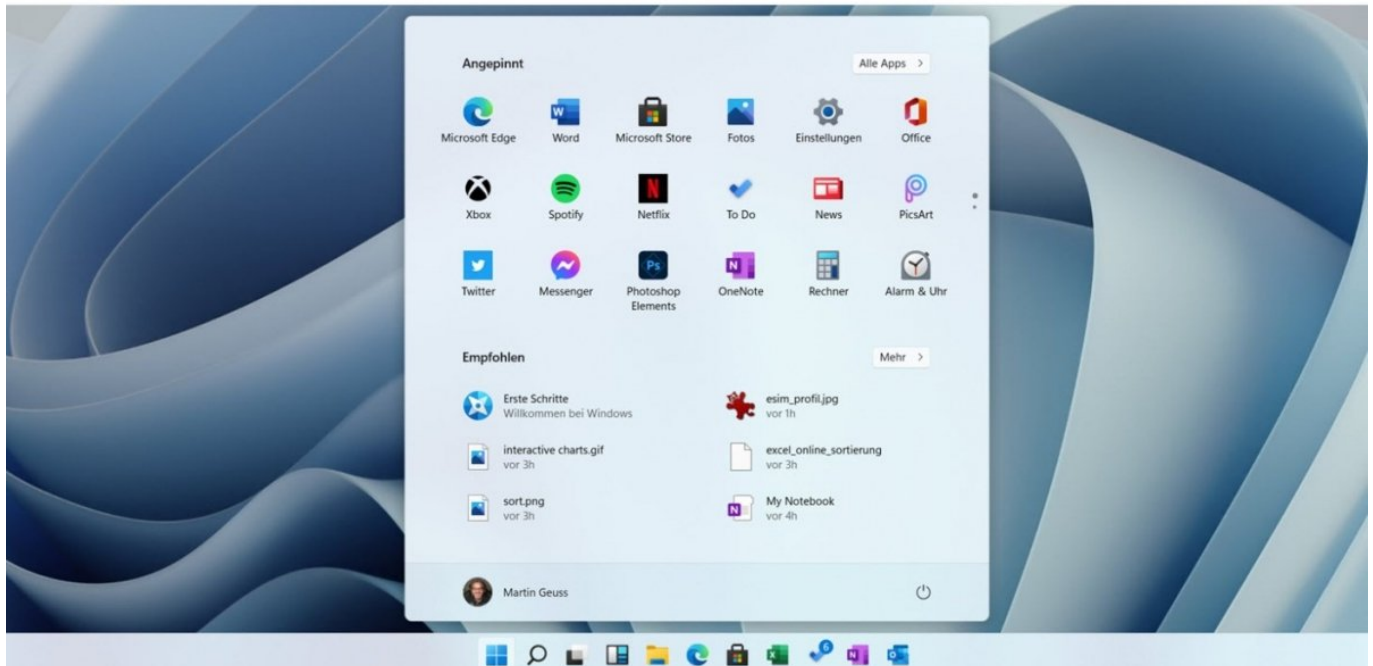 Angepinnt
Alle Apps >
Microsoft Edge
Word
Microsoft Store
Fotos
Einstellungen
Office
Xbox
Spotify
Netflix
To Do
News
PicsArt
Twitter
Messenger
Photoshop
Elements
OneNote
Rechner
Alarm & Uhr
Empfohlen
Mehr >
Erste Schritte
Willkommen bei Windows
esim_profil.jpg
vor 1h
interactive charts.gif
vor 3h
excel_online_sortierung
vor 3h
sort.png
vor 3h
My Notebook
vor 4h
Martin Geuss
6